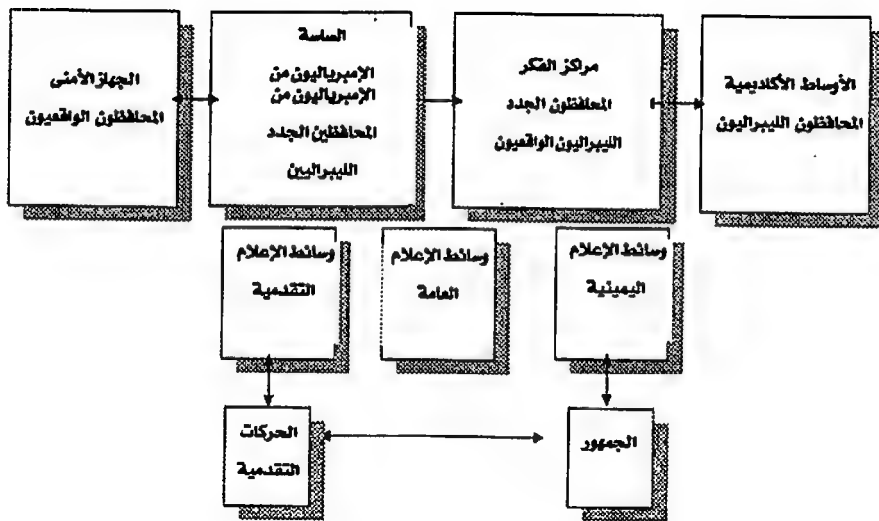 الجهاز الأمنى
المحافظون الواقعيون
الساسة
الإمبرياليون من
الإمبرياليون من
المحافظين الجدد
الليبراليين
مراكز الفكر
المحافظون الجدد
الليبراليون الواقعيون
الأوساط الأكاديمية
المحافظون الليبراليون
وسائط الإعلام
التقدمية
وسائط الإعلام
العامة
وسائط الإعلام
اليمينية
الحركات
التقدمية
الجمهور